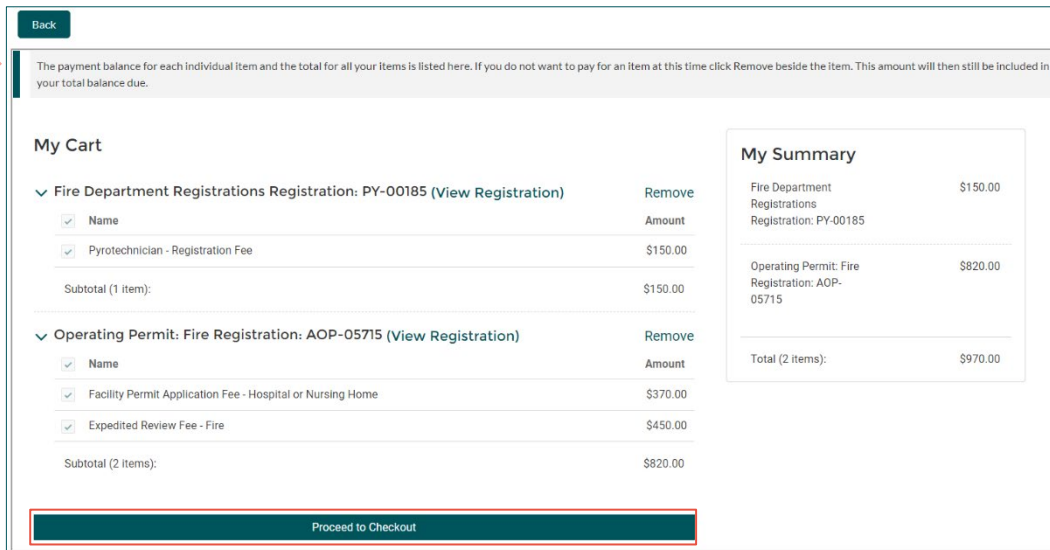 Back
The payment balance for each individual item and the total for all your items is listed here. If you do not want to pay for an item at this time click Remove beside the item. This amount will then still be included in
your total balance due.
My Cart
Fire Department Registrations Registration: PY-00185 (View Registration) Remove
Name Amount
Pyrotechnician - Registration Fee $150.00
Subtotal (1 item): $150.00
Operating Permit: Fire Registration: AOP-05715 (View Registration) Remove
Name Amount
Facility Permit Application Fee - Hospital or Nursing Home $370.00
Expedited Review Fee - Fire $450.00
Subtotal (2 items): $820.00
Proceed to Checkout
My Summary
Fire Department $150.00
Registrations
Registration: PY-00185
Operating Permit: Fire $820.00
Registration: AOP-
05715
Total (2 items): $970.00